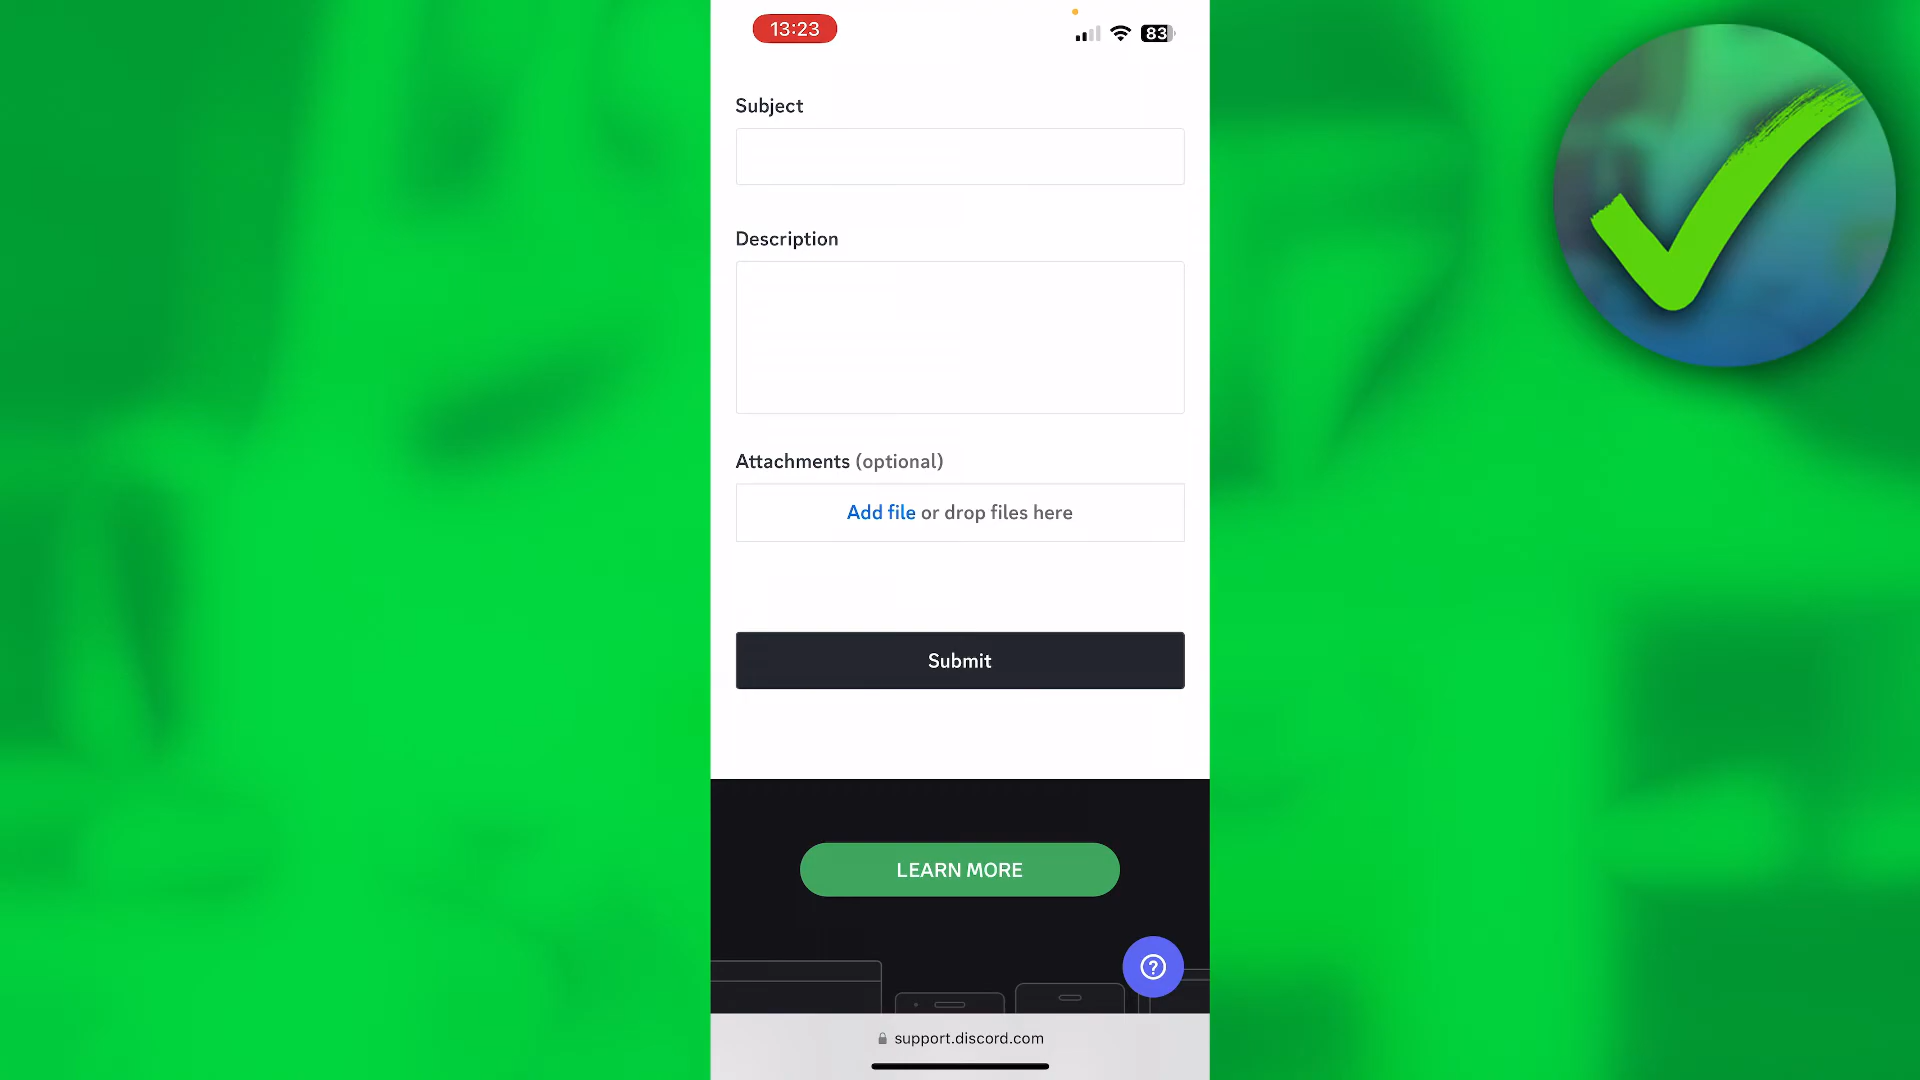 13:23
83
Subject
Description
Attachments (optional)
Add file or drop files here
Submit
LEARN MORE
?
support.discord.com